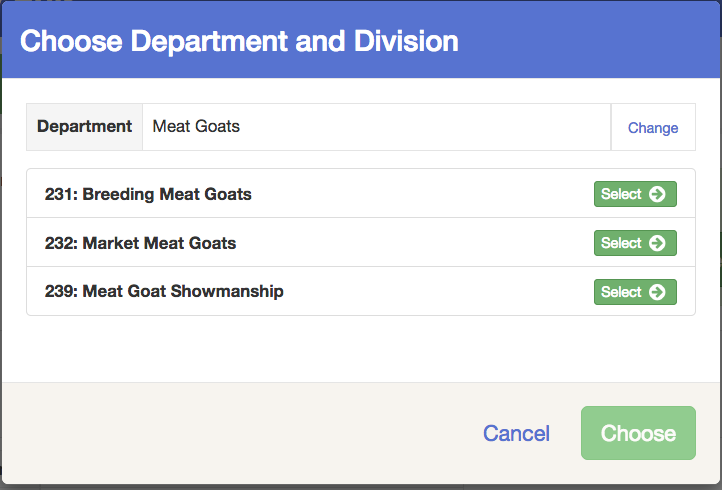 Choose Department and Division
Department Meat Goats Change
231: Breeding Meat Goats Select
232: Market Meat Goats Select
239: Meat Goat Showmanship Select
Cancel Choose